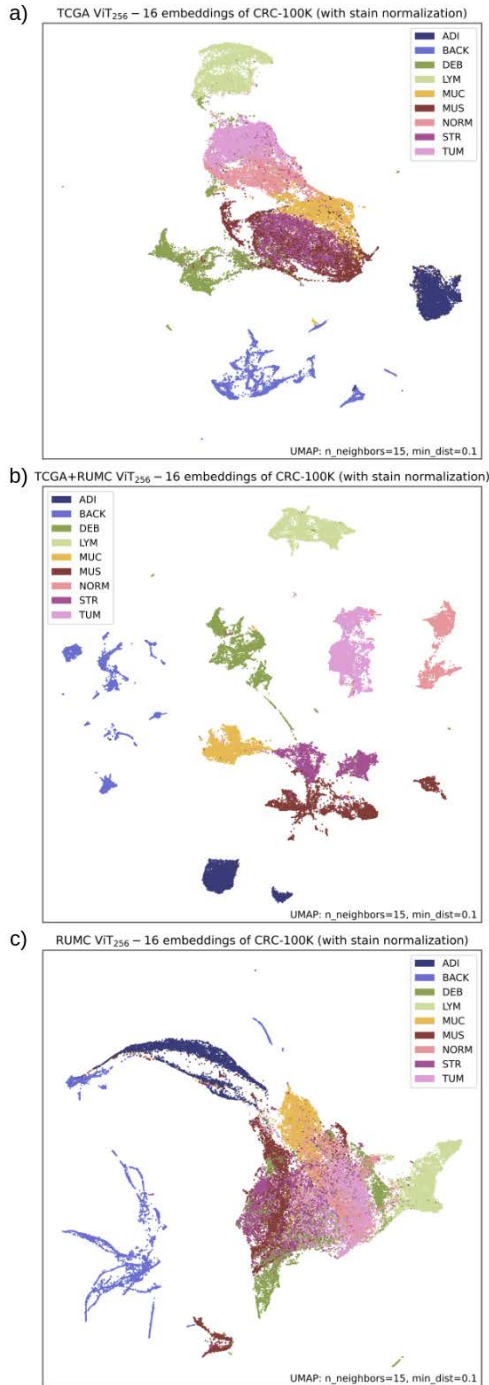 a)
TCGA ViT256 − 16 embeddings of CRC-100K (with stain normalization)
ADI
BACK
DEB
LYM
MUC
MUS
NORM
STR
TUM
UMAP: n_neighbors=15, min_dist=0.1
b)
TCGA+RUMC ViT256 − 16 embeddings of CRC-100K (with stain normalization)
ADI
BACK
DEB
LYM
MUC
MUS
NORM
STR
TUM
UMAP: n_neighbors=15, min_dist=0.1
c)
RUMC ViT256 − 16 embeddings of CRC-100K (with stain normalization)
ADI
BACK
DEB
LYM
MUC
MUS
NORM
STR
TUM
UMAP: n_neighbors=15, min_dist=0.1